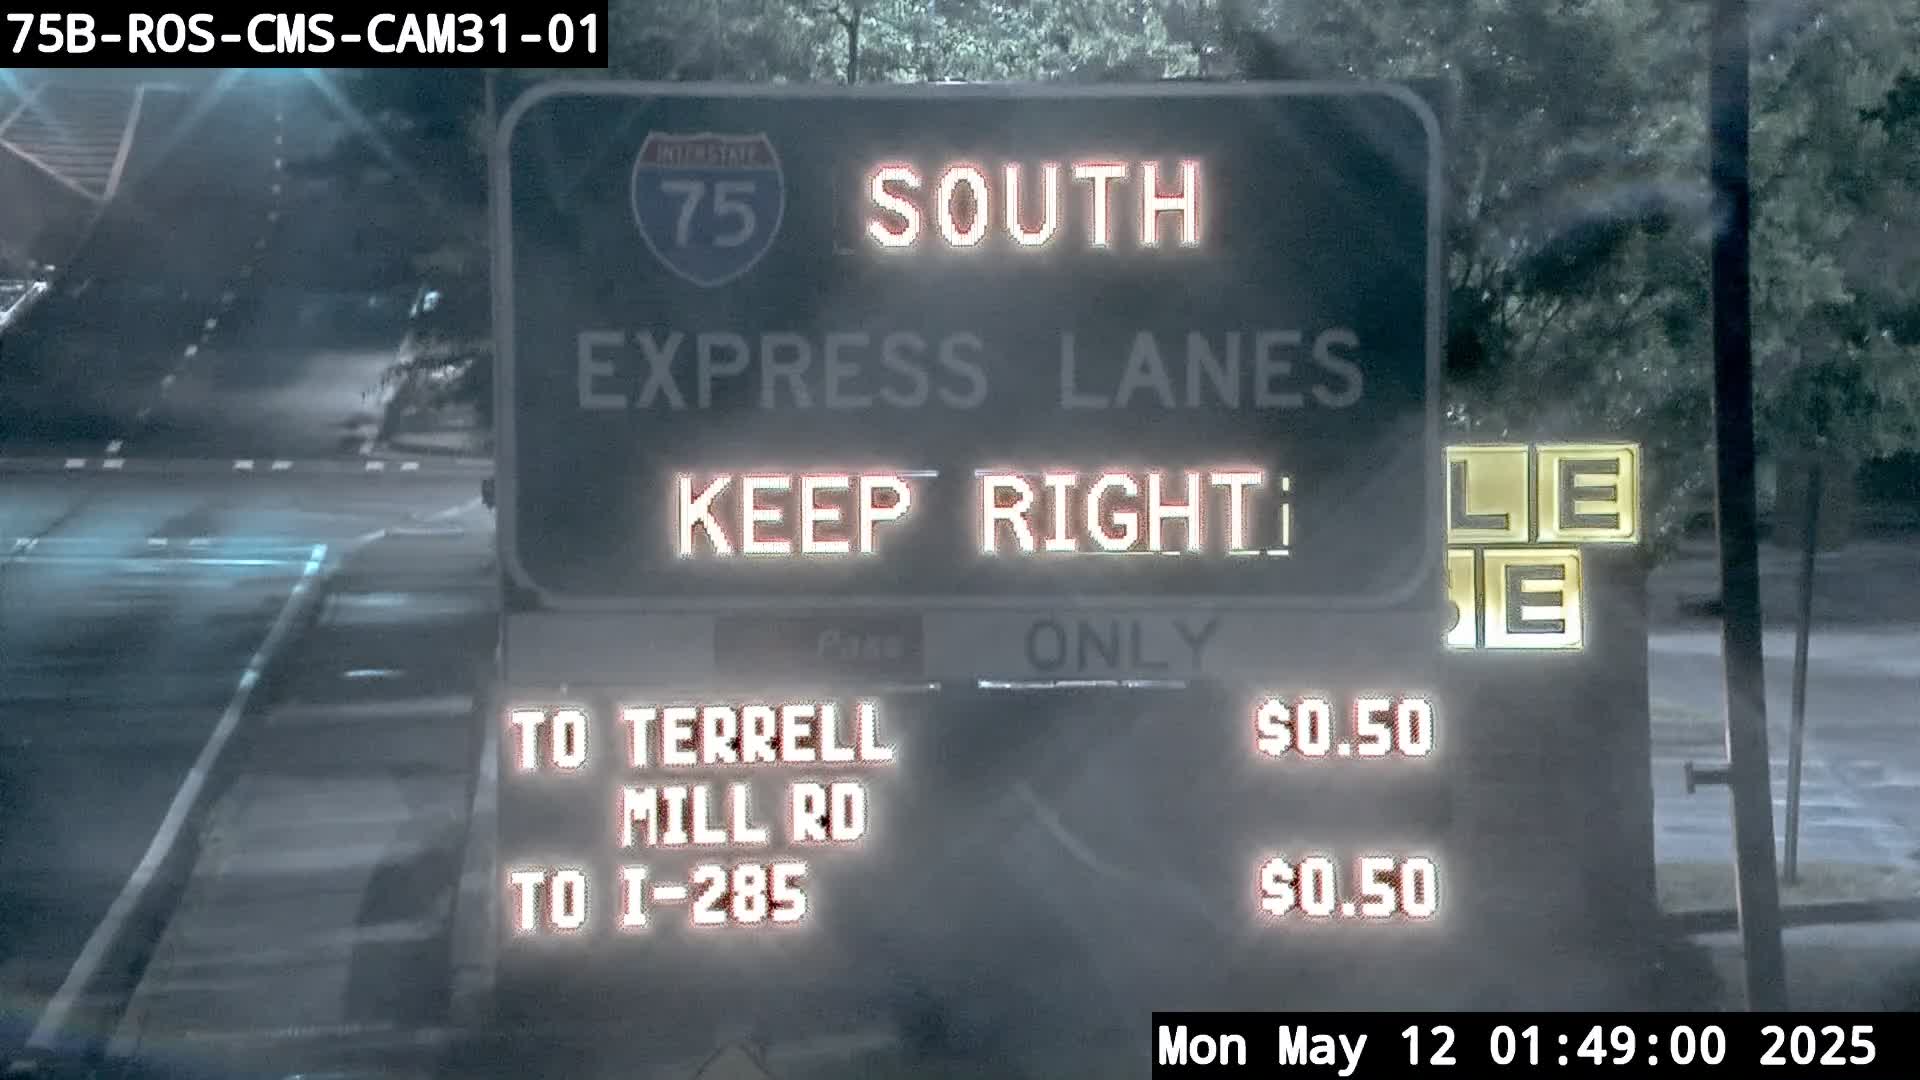 75B-ROS-CMS-CAM31-01
INTERSTATE
75
SOUTH
EXPRESS LANES
KEEP RIGHT
ONLY
LE
E
TO TERRELL
MILL RD
$0.50
TO I-285
$0.50
Mon May 12 01:49:00 2025